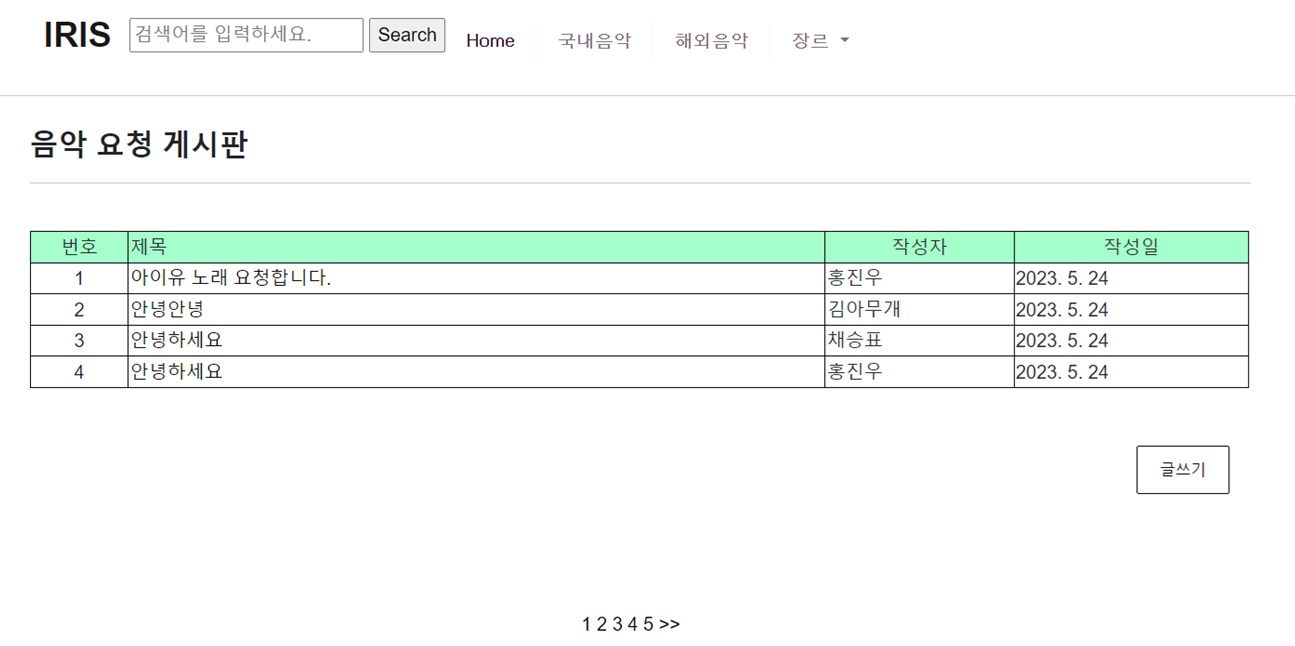 IRIS 검색어를 입력하세요. Search Home 국내음악 해외음악 장르
음악 요청 게시판
번호 제목 작성자 작성일
1 아이유 노래 요청합니다. 홍진우 2023. 5. 24
2 안녕안녕 김아무개 2023. 5. 24
3 안녕하세요 채승표 2023. 5. 24
4 안녕하세요 홍진우 2023. 5. 24
글쓰기
1 2 3 4 5 >>